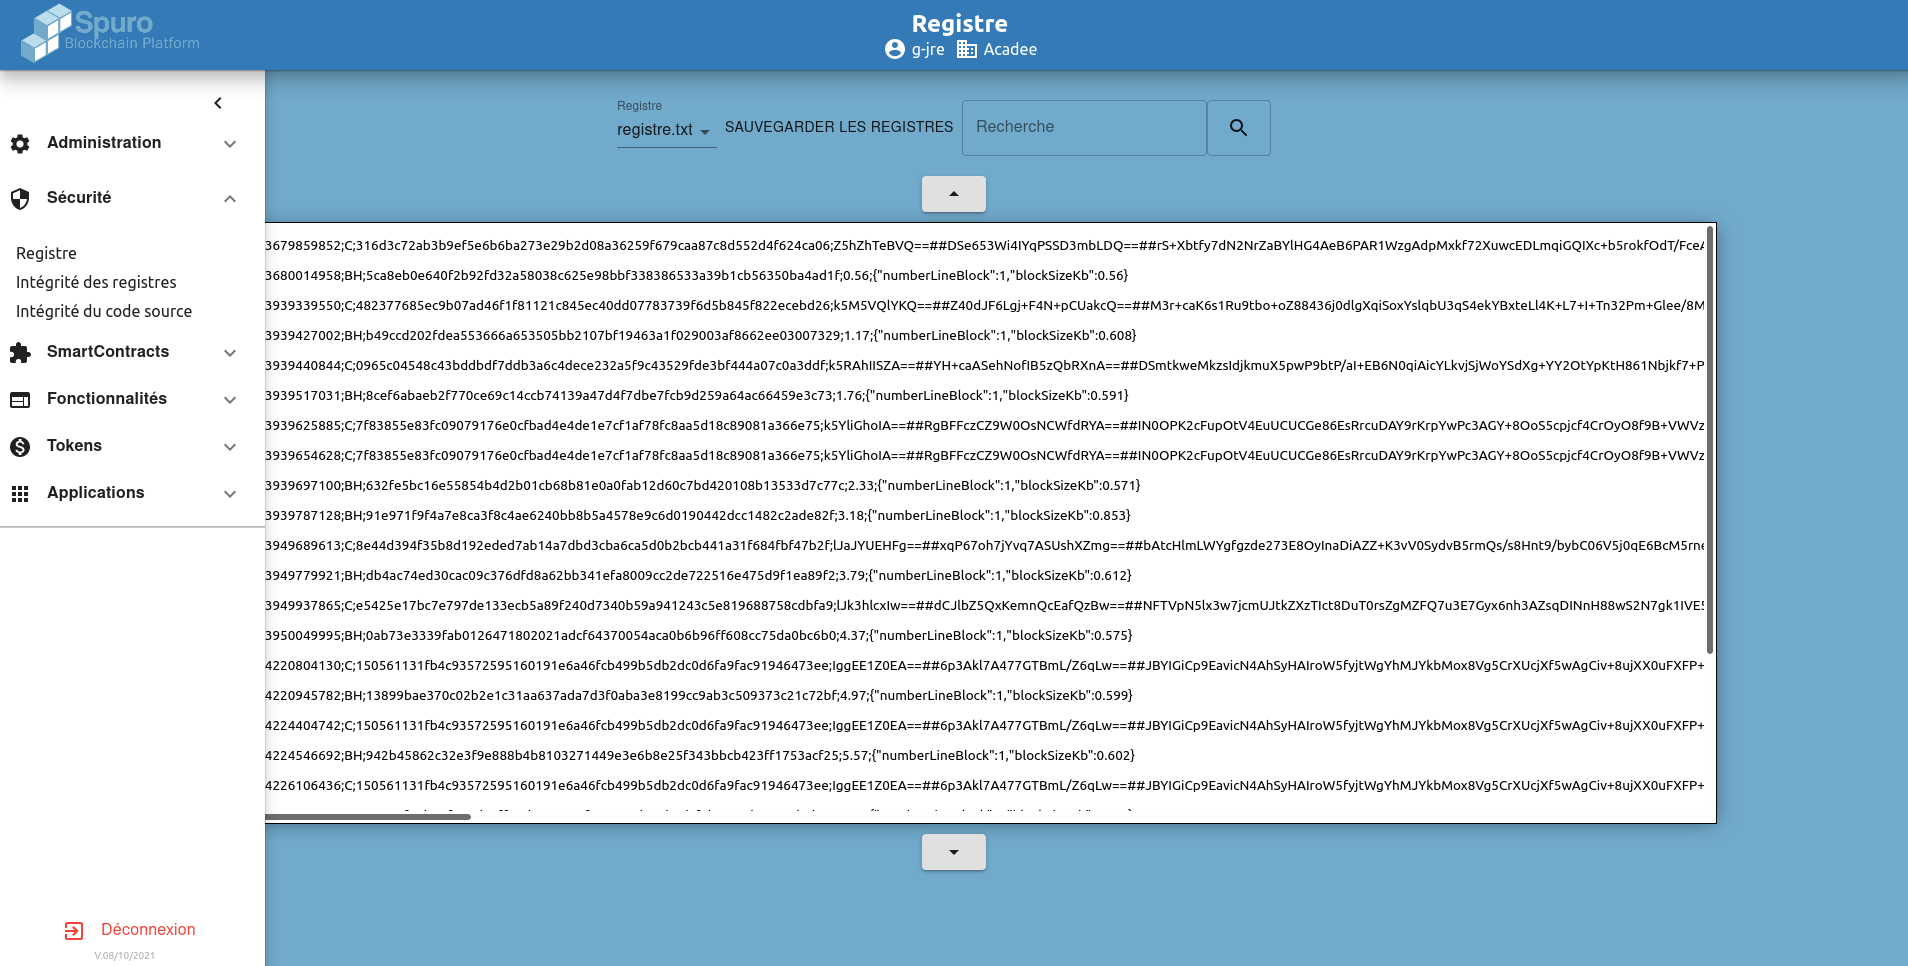 Spuro
Blockchain Platform
Registre
g-jre Acadee
Administration
Sécurité
Registre
Intégrité des registres
Intégrité du code source
SmartContracts
Fonctionnalités
Tokens
Applications
Déconnexion
V.08/10/2021
Registre
registre.txt
SAUVEGARDER LES REGISTRES
Recherche
3679859852;C;316d3c72ab3b9ef5e6b6ba273e29b2d08a36259f679caa87c8d552d4f624ca06;Z5hZhTeBVQ==##DSe653Wi4IYqPSSD3mbLDQ==##rS+Xbtfy7dN2NrZaBYlHG4AeB6PAR1WzgAdpMxkf72XuwcEDLmqiGQIXc+b5rokfOdT/FceA
3680014958;BH;5ca8eb0e640f2b92fd32a58038c625e98bbf338386533a39b1cb56350ba4ad1f;0.56;{"numberLineBlock":1,"blockSizeKb":0.56}
3939339550;C;482377685ec9b07ad46f1f81121c845ec40dd07783739f6d5b845f822ecebd26;k5M5VQlYKQ==##Z40dJF6Lgj+F4N+pCUakcQ==##M3r+caK6s1Ru9tbo+oZ88436j0dlgXqiSoxYslqbU3qS4ekYBxteLl4K+L7+I+Tn32Pm+Glee/8M
3939427002;BH;b49ccd202fdea553666a653505bb2107bf19463a1f029003af8662ee03007329;1.17;{"numberLineBlock":1,"blockSizeKb":0.608}
3939440844;C;0965c04548c43bddbdf7ddb3a6c4dece232a5f9c43529fde3bf444a07c0a3ddf;k5RAhIISZA==##YH+caASehNofIB5zQbRXnA==##DSmtkweMkzsIdjkmuX5pwP9btP/aI+EB6N0qiAicYLkvjSjWoYSdXg+YY2OtYpKtH861Nbjkf7+P
3939517031;BH;8cef6abaeb2f770ce69c14ccb74139a47d4f7dbe7fcb9d259a64ac66459e3c73;1.76;{"numberLineBlock":1,"blockSizeKb":0.591}
3939625885;C;7f83855e83fc09079176e0cfbad4e4de1e7cf1af78fc8aa5d18c89081a366e75;k5YliGhoIA==##RgBFFczCZ9W0OsNCWfdRYA==##IN0OPK2cFupOtV4EuUCUCGe86EsRrcuDAY9rKrpYwPc3AGY+8OoS5cpjcf4CrOyO8f9B+VWVz
3939654628;C;7f83855e83fc09079176e0cfbad4e4de1e7cf1af78fc8aa5d18c89081a366e75;k5YliGhoIA==##RgBFFczCZ9W0OsNCWfdRYA==##IN0OPK2cFupOtV4EuUCUCGe86EsRrcuDAY9rKrpYwPc3AGY+8OoS5cpjcf4CrOyO8f9B+VWVz
3939697100;BH;632fe5bc16e55854b4d2b01cb68b81e0a0fab12d60c7bd420108b13533d7c77c;2.33;{"numberLineBlock":1,"blockSizeKb":0.571}
3939787128;BH;91e971f9f4a7e8ca3f8c4ae6240bb8b5a4578e9c6d0190442dcc1482c2ade82f;3.18;{"numberLineBlock":1,"blockSizeKb":0.853}
3949689613;C;8e44d394f35b8d192eded7ab14a7dbd3cba6ca5d0b2bcb441a31f684fbf47b2f;lJaJYUEHFg==##xqP67oh7jYvq7ASUshXZmg==##bAtcHlmLWYgfgzde273E8OyInaDiAZZ+K3vV0SydvB5rmQs/s8Hnt9/bybC06V5j0qE6BcM5rne
3949779921;BH;db4ac74ed30cac09c376dfd8a62bb341efa8009cc2de722516e475d9f1ea89f2;3.79;{"numberLineBlock":1,"blockSizeKb":0.612}
3949937865;C;e5425e17bc7e797de133ecb5a89f240d7340b59a941243c5e819688758cdbfa9;lJk3hlcxIw==##dCJlbZ5QxKemnQcEafQzBw==##NFTVpN5lx3w7jcmUJtkZXzTIct8DuT0rsZgMZFQ7u3E7Gyx6nh3AZsqDINnH88wS2N7gk1IVE5
3950049995;BH;0ab73e3339fab0126471802021adcf64370054aca0b6b96ff608cc75da0bc6b0;4.37;{"numberLineBlock":1,"blockSizeKb":0.575}
4220804130;C;150561131fb4c93572595160191e6a46fcb499b5db2dc0d6fa9fac91946473ee;IggEE1Z0EA==##6p3Akl7A477GTBmL/Z6qLw==##JBYIGiCp9EavicN4AhSyHAIroW5fyjtWgYhMJYkbMox8Vg5CrXUcjXf5wAgCiv+8ujXX0uFXFP+
4220945782;BH;13899bae370c02b2e1c31aa637ada7d3f0aba3e8199cc9ab3c509373c21c72bf;4.97;{"numberLineBlock":1,"blockSizeKb":0.599}
4224404742;C;150561131fb4c93572595160191e6a46fcb499b5db2dc0d6fa9fac91946473ee;IggEE1Z0EA==##6p3Akl7A477GTBmL/Z6qLw==##JBYIGiCp9EavicN4AhSyHAIroW5fyjtWgYhMJYkbMox8Vg5CrXUcjXf5wAgCiv+8ujXX0uFXFP+
4224546692;BH;942b45862c32e3f9e888b4b8103271449e3e6b8e25f343bbcb423ff1753acf25;5.57;{"numberLineBlock":1,"blockSizeKb":0.602}
4226106436;C;150561131fb4c93572595160191e6a46fcb499b5db2dc0d6fa9fac91946473ee;IggEE1Z0EA==##6p3Akl7A477GTBmL/Z6qLw==##JBYIGiCp9EavicN4AhSyHAIroW5fyjtWgYhMJYkbMox8Vg5CrXUcjXf5wAgCiv+8ujXX0uFXFP+